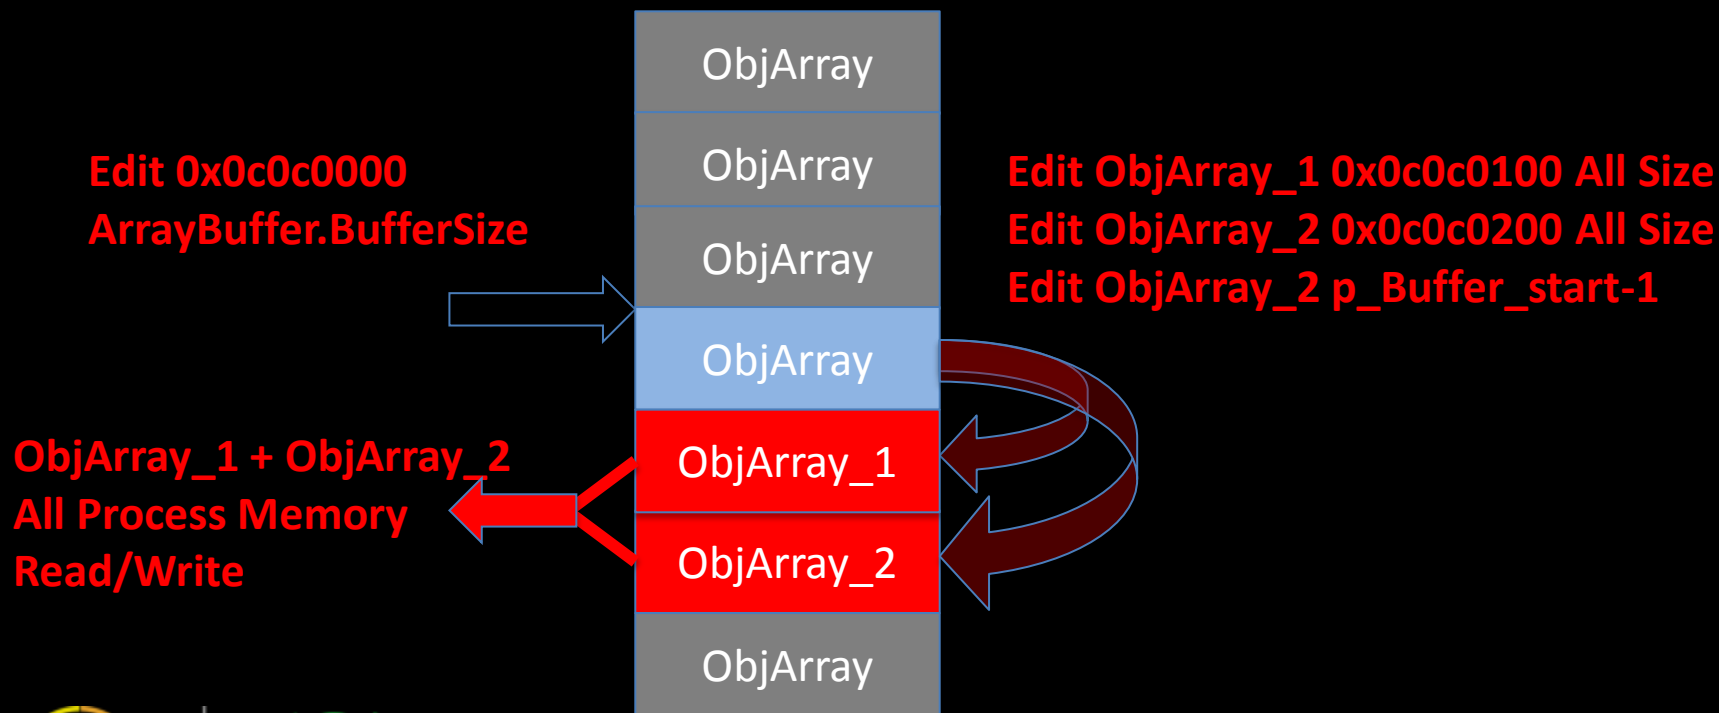 ObjArray
ObjArray
ObjArray
Edit 0x0c0c0000
ArrayBuffer.BufferSize
Edit ObjArray_1 0x0c0c0100 All Size
Edit ObjArray_2 0x0c0c0200 All Size
Edit ObjArray_2 p_Buffer_start-1
ObjArray
ObjArray_1
ObjArray_1 + ObjArray_2
All Process Memory
Read/Write
ObjArray_2
ObjArray